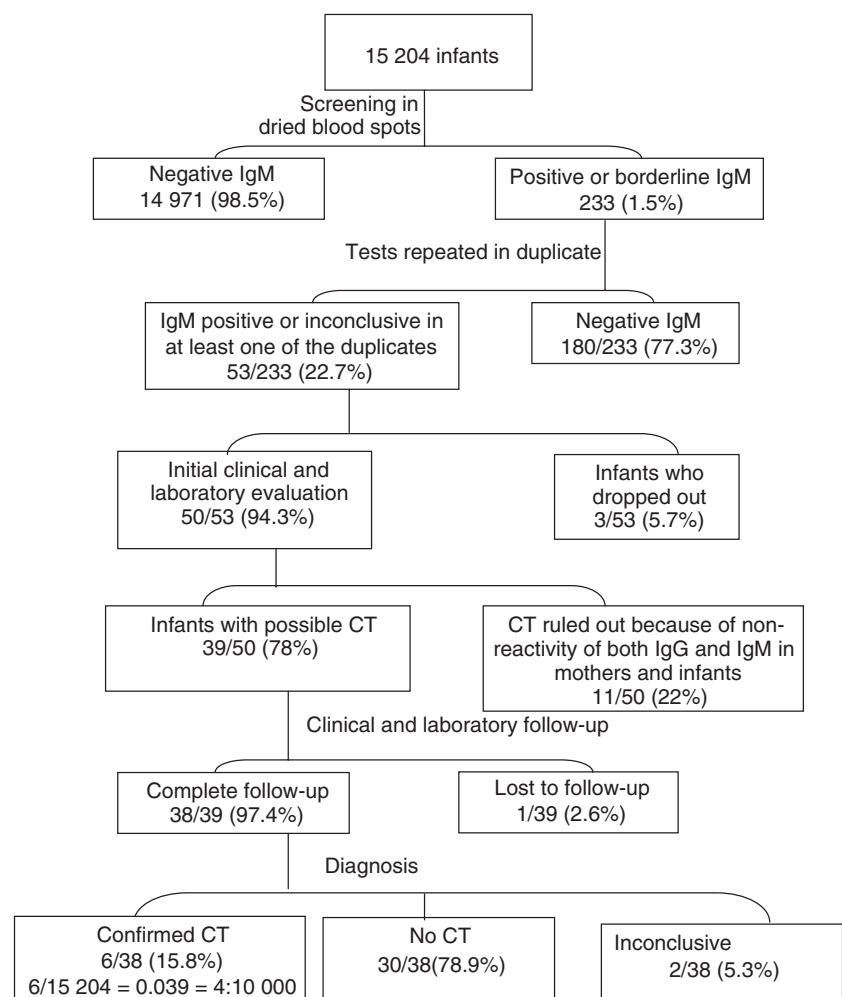 15 204 infants
Screening in
dried blood spots
Negative IgM
14 971 (98.5%)
Positive or borderline IgM
233 (1.5%)
Tests repeated in duplicate
IgM positive or inconclusive in
at least one of the duplicates
53/233 (22.7%)
Negative IgM
180/233 (77.3%)
Initial clinical and
laboratory evaluation
50/53 (94.3%)
Infants who
dropped out
3/53 (5.7%)
Infants with possible CT
39/50 (78%)
CT ruled out because of non-
reactivity of both IgG and IgM in
mothers and infants
11/50 (22%)
Clinical and laboratory follow-up
Complete follow-up
38/39 (97.4%)
Lost to follow-up
1/39 (2.6%)
Diagnosis
Confirmed CT
6/38 (15.8%)
6/15 204 = 0.039 = 4:10 000
No CT
30/38(78.9%)
Inconclusive
2/38 (5.3%)